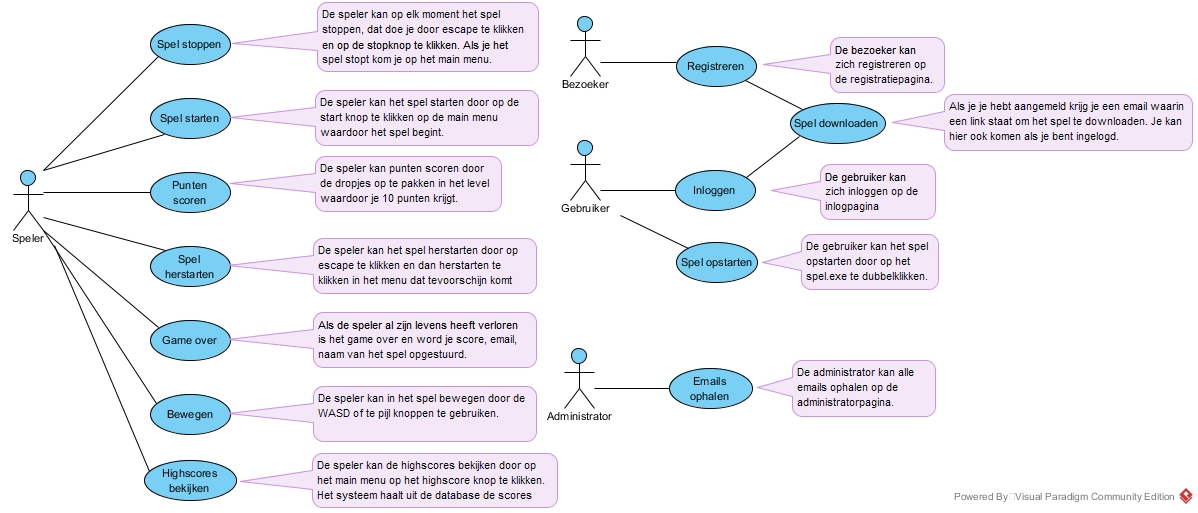 Spel stoppen
De speler kan op elk moment het spel
stoppen, dat doe je door escape te klikken
en op de stopknop te klikken. Als je het
spel stopt kom je op het main menu.
Spel starten
De speler kan het spel starten door op de
start knop te klikken op de main menu
waardoor het spel begint.
Speler
Punten
scoren
De speler kan punten scoren door
de dropjes op te pakken in het level
waardoor je 10 punten krijgt.
Spel
herstarten
De speler kan het spel herstarten door op
escape te klikken en dan herstarten te
klikken in het menu dat tevoorschijn komt
Game over
Als de speler al zijn levens heeft verloren
is het game over en word je score, email,
naam van het spel opgestuurd.
Bewegen
De speler kan in het spel bewegen door de
WASD of te pijl knoppen te gebruiken.
Highscores
bekijken
De speler kan de highscores bekijken door op
het main menu op het highscore knop te klikken.
Het systeem haalt uit de database de scores
Bezoeker
Registreren
De bezoeker kan
zich registreren op
de registratiepagina.
Spel downloaden
Als je je hebt aangemeld krijg je een email waarin
een link staat om het spel te downloaden. Je kan
hier ook komen als je bent ingelogd.
Gebruiker
Inloggen
De gebruiker kan
zich inloggen op de
inlogpagina
Spel opstarten
De gebruiker kan het spel
opstarten door op het
spel.exe te dubbelklikken.
Administrator
Emails
ophalen
De administrator kan alle
emails ophalen op de
administratorpagina.
Powered By Visual Paradigm Community Edition